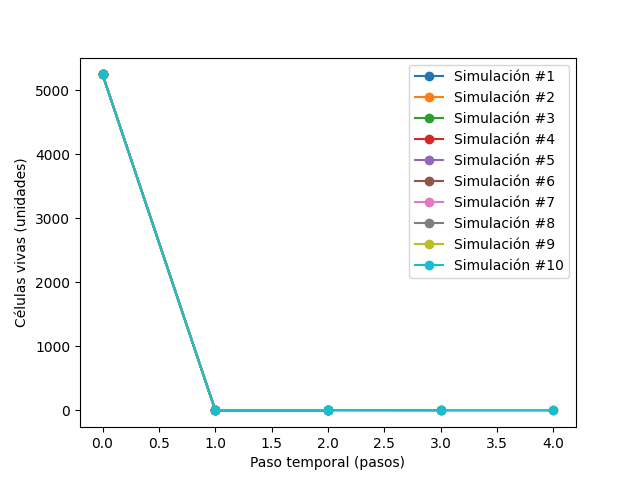 5000
4000
3000
2000
1000
0
Células vivas (unidades)
Simulación #1
Simulación #2
Simulación #3
Simulación #4
Simulación #5
Simulación #6
Simulación #7
Simulación #8
Simulación #9
Simulación #10
0.0 0.5 1.0 1.5 2.0 2.5 3.0 3.5 4.0
Paso temporal (pasos)